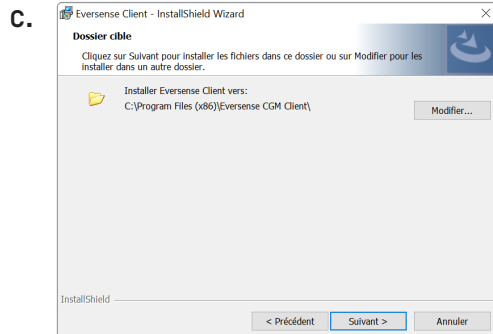 C.
Eversense Client - InstallShield Wizard
Dossier cible
Cliquez sur Suivant pour installer les fichiers dans ce dossier ou sur Modifier pour les
installer dans un autre dossier.
Installer Eversense Client vers:
C:\Program Files (x86)\Eversense CGM Client\
Modifier...
InstallShield
< Précédent
Suivant >
Annuler